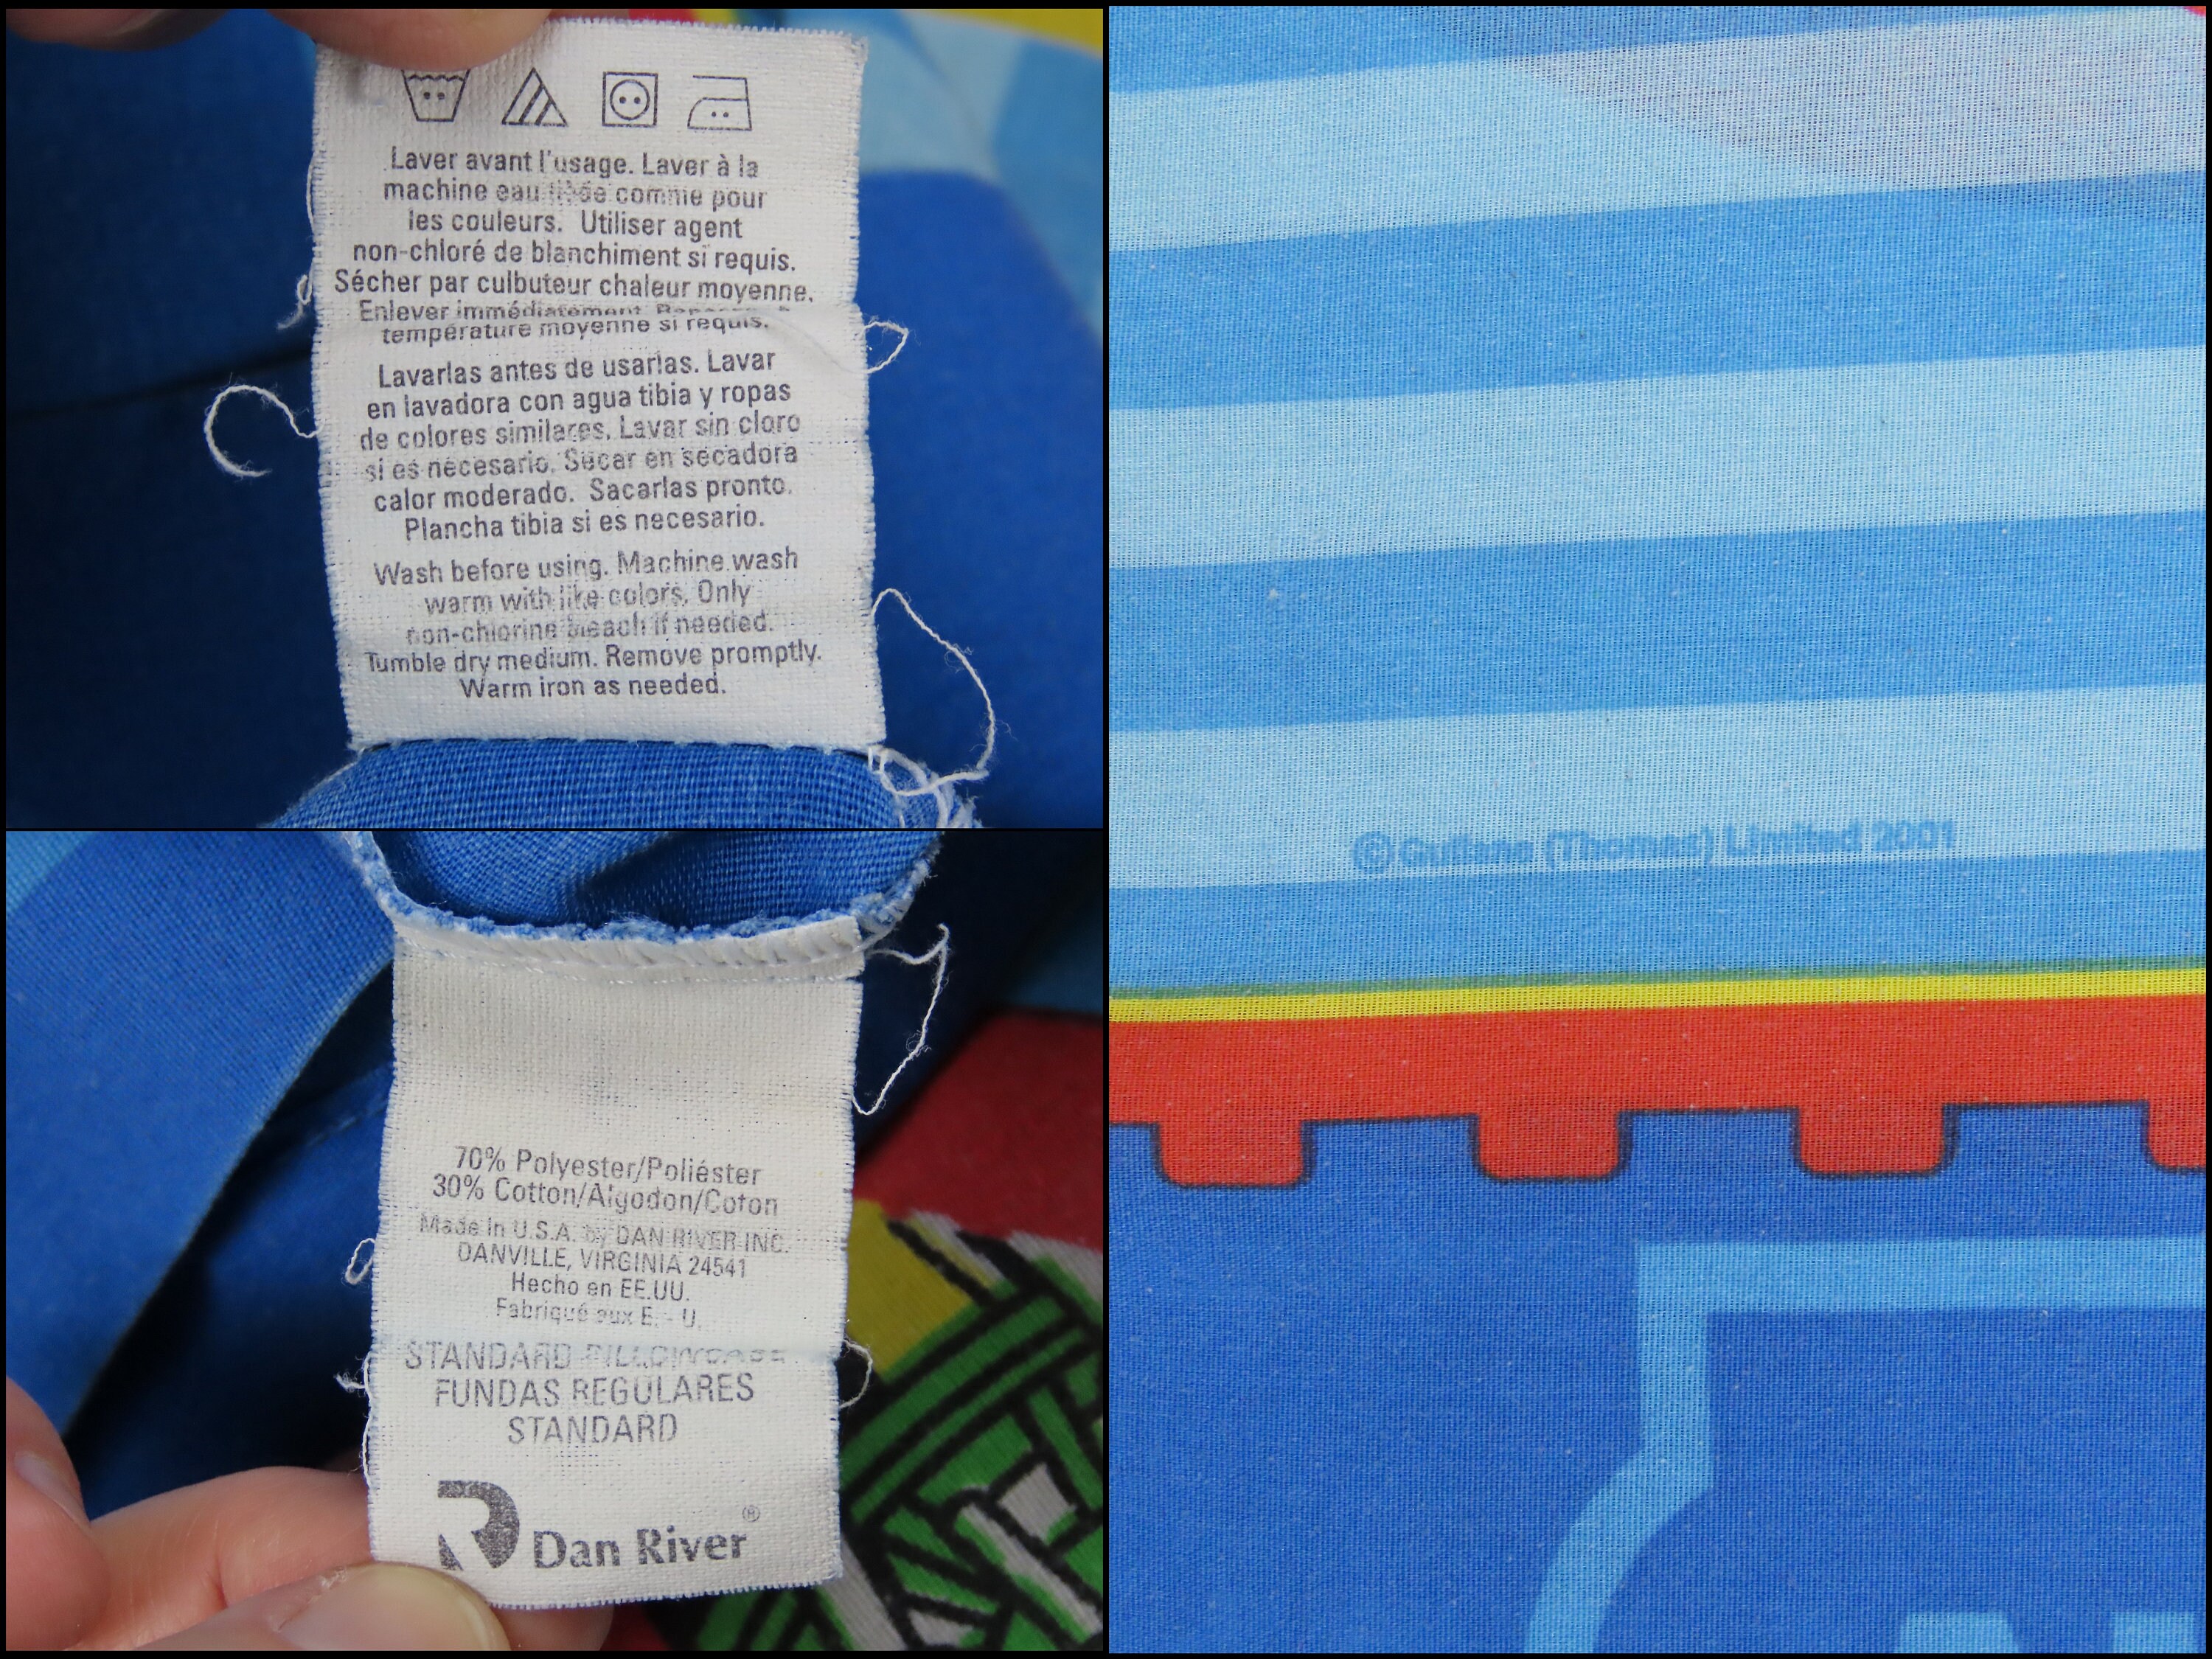 Laver avant l'usage. Laver à la
machine eau tiède comme pour
les couleurs. Utiliser agent
non-chloré de blanchiment si requis.
Sécher par culbuteur chaleur moyenne.
Enlever immédiatement.
température moyenne si requis.
Lavarlas antes de usarlas. Lavar
en lavadora con agua tibia y ropas
de colores similares. Lavar sin cloro
si es necesario. Secar en secadora
calor moderado. Sacarlas pronto.
Plancha tibia si es necesario.
Wash before using. Machine wash
warm with like colors. Only
non-chlorine bleach if needed.
Tumble dry medium. Remove promptly.
Warm iron as needed.
70% Polyester/Poliéster
30% Cotton/Algodon/Coton
Made in U.S.A. by DAN RIVER INC.
DANVILLE, VIRGINIA 24541
Hecho en EE.UU.
Fabriqué aux E. - U.
STANDARD PILLOWCASE
FUNDAS REGULARES
STANDARD
Dan River®
© Gullane (Thomas) Limited 2001